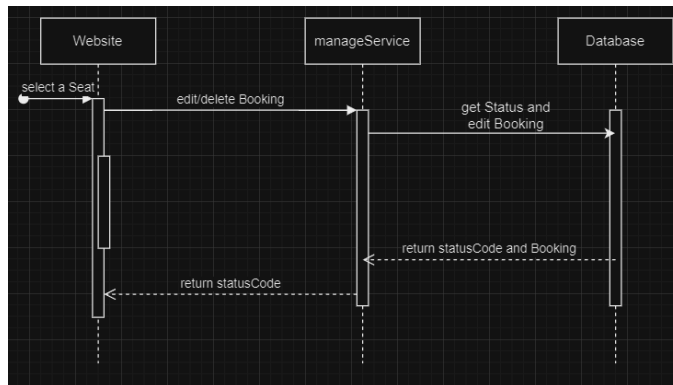 Website
manageService
Database
select a Seat
edit/delete Booking
get Status and
edit Booking
return statusCode and Booking
return statusCode